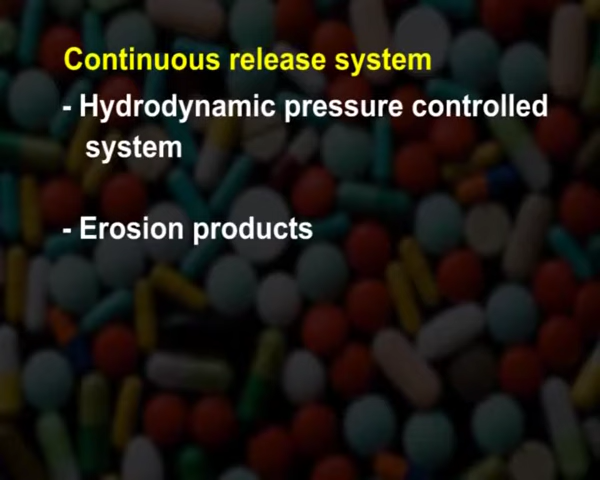 Continuous release system
- Hydrodynamic pressure controlled
system
- Erosion products